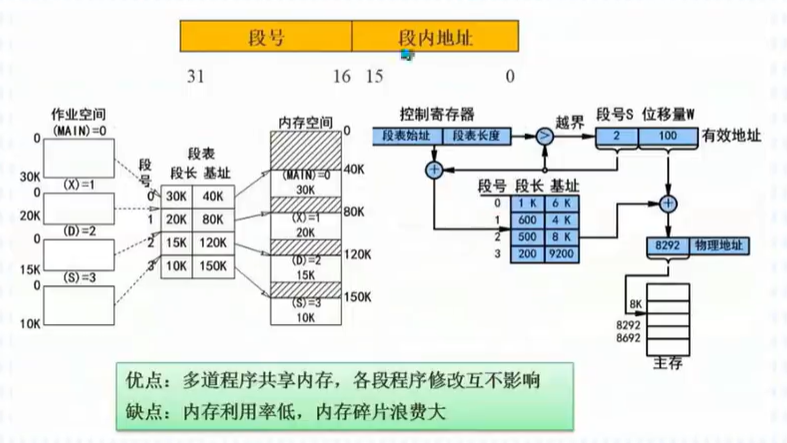 段号 段内地址
31 16 15 0
作业空间
(MAIN)=0
0
30K
(X)=1
0
20K
(D)=2
0
15K
(S)=3
0
10K
段号
段表
段长 基址
0 30K 40K
1 20K 80K
2 15K 120K
3 10K 150K
内存空间
0
40K
(MAIN)=0
30K
80K
(X)=1
20K
120K
(D)=2
15K
150K
(S)=3
10K
控制寄存器
段表始址 段表长度
>
越界
段号S 位移量W
2 100 有效地址
+
+
段号 段长 基址
0 1 K 6 K
1 600 4 K
2 500 8 K
3 200 9200
8292 物理地址
8K
8292
8692
主存
优点：多道程序共享内存，各段程序修改互不影响
缺点：内存利用率低，内存碎片浪费大